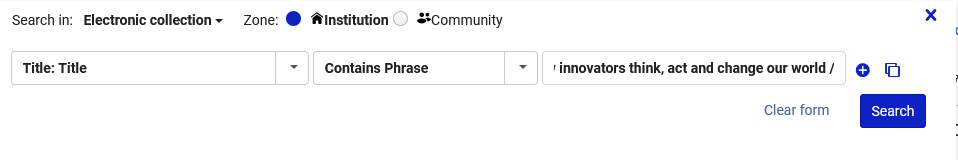 Search in: Electronic collection Zone: Institution Community
Title: Title Contains Phrase innovators think, act and change our world /
Clear form Search